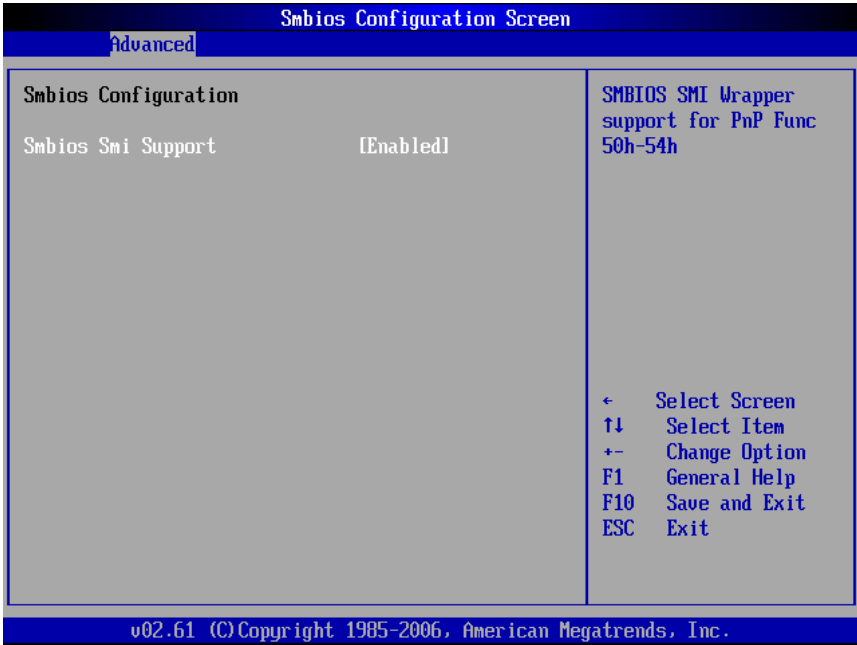 Smbios Configuration Screen
Advanced
Smbios Configuration
Smbios Smi Support [Enabled]
SMBIOS SMI Wrapper
support for PnP Func
50h-54h
← Select Screen
↑↓ Select Item
+- Change Option
F1 General Help
F10 Save and Exit
ESC Exit
v02.61 (C)Copyright 1985-2006, American Megatrends, Inc.